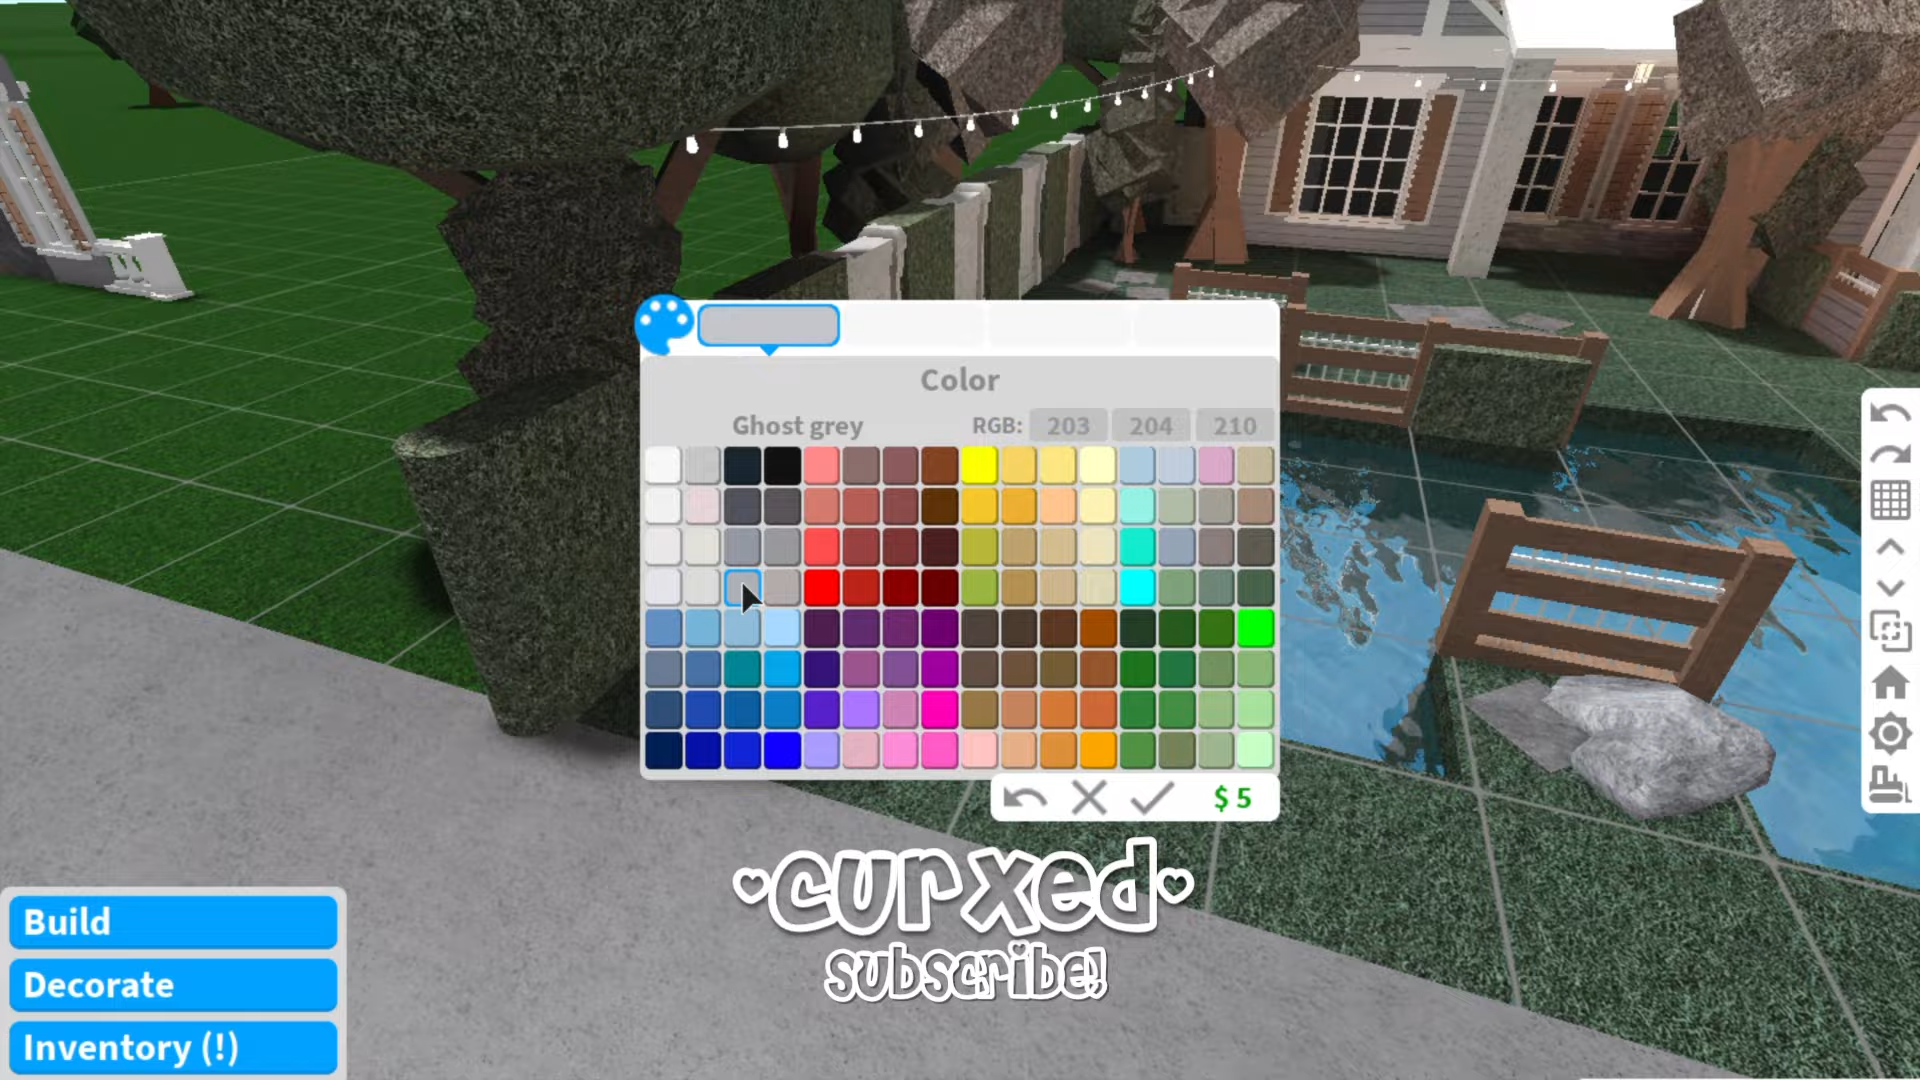 Color
Ghost grey RGB: 203 204 210
$ 5
curxed
subscribe!
Build
Decorate
Inventory (!)